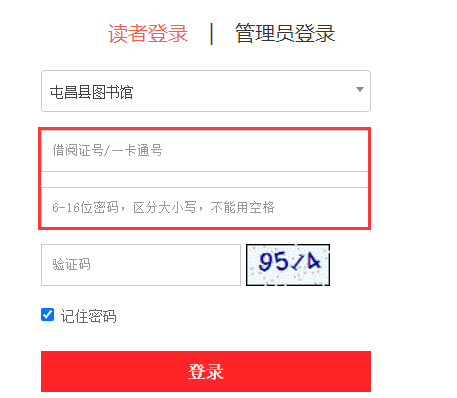 读者登录 | 管理员登录
屯昌县图书馆
借阅证号/一卡通号
6-16位密码，区分大小写，不能用空格
验证码 9574
记住密码
登录